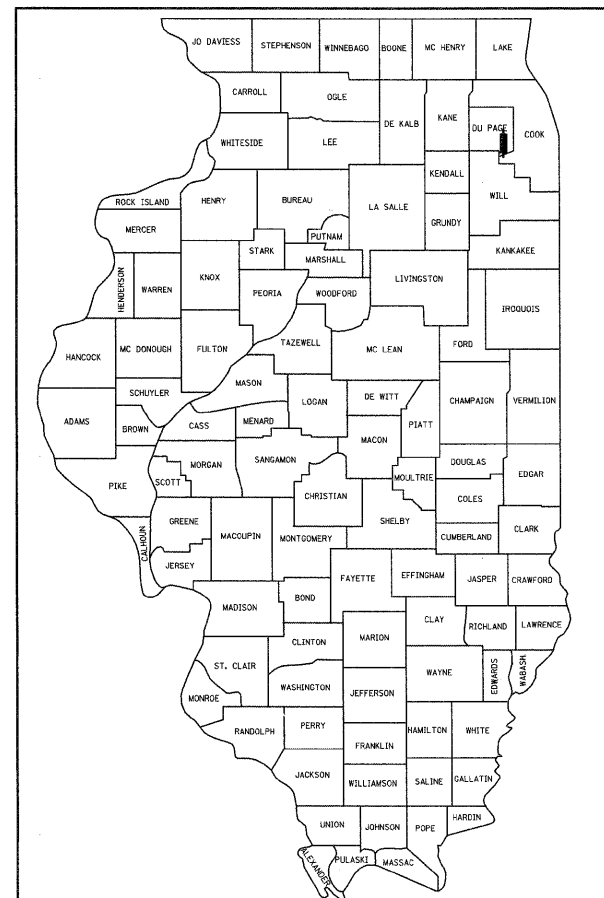 JO DAVIESS
STEPHENSON
WINNEBAGO
BOONE
MC HENRY
LAKE
CARROLL
OGLE
DE KALB
KANE
DU PAGE
COOK
WHITESIDE
LEE
KENDALL
WILL
ROCK ISLAND
HENRY
BUREAU
LA SALLE
GRUNDY
MERCER
PUTNAM
STARK
MARSHALL
KANKAKEE
HENDERSON
WARREN
KNOX
PEORIA
WOODFORD
LIVINGSTON
IROQUOIS
HANCOCK
MC DONOUGH
FULTON
TAZEWELL
MC LEAN
FORD
SCHUYLER
MASON
LOGAN
DE WITT
CHAMPAIGN
VERMILION
ADAMS
BROWN
CASS
MENARD
MACON
PIATT
PIKE
SCOTT
MORGAN
SANGAMON
CHRISTIAN
MOULTRIE
DOUGLAS
EDGAR
COLES
CALHOUN
GREENE
MACOUPIN
MONTGOMERY
SHELBY
CUMBERLAND
CLARK
JERSEY
MADISON
BOND
FAYETTE
EFFINGHAM
JASPER
CRAWFORD
CLINTON
MARION
CLAY
RICHLAND
LAWRENCE
ST. CLAIR
WASHINGTON
JEFFERSON
WAYNE
EDWARDS
WABASH
MONROE
RANDOLPH
PERRY
FRANKLIN
HAMILTON
WHITE
JACKSON
WILLIAMSON
SALINE
GALLATIN
UNION
JOHNSON
POPE
HARDIN
ALEXANDER
PULASKI
MASSAC